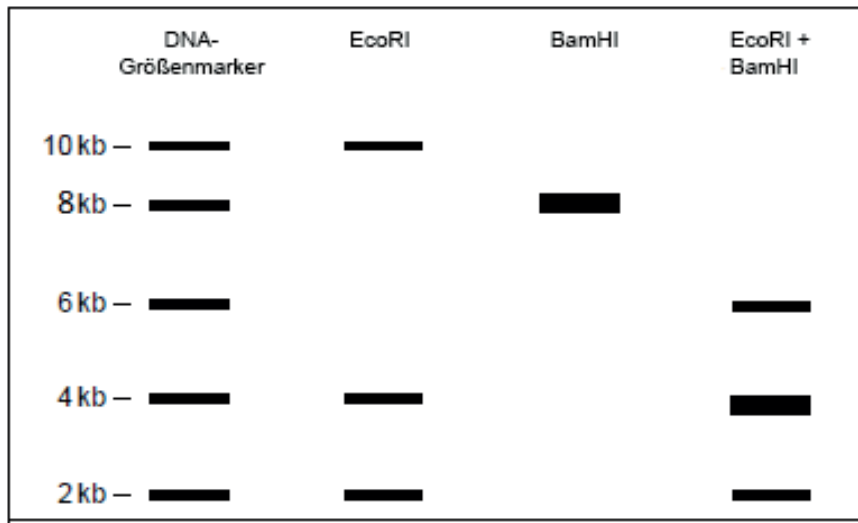 DNA-
Größenmarker
EcoRI
BamHI
EcoRI +
BamHI
10 kb –
8 kb –
6 kb –
4 kb –
2 kb –